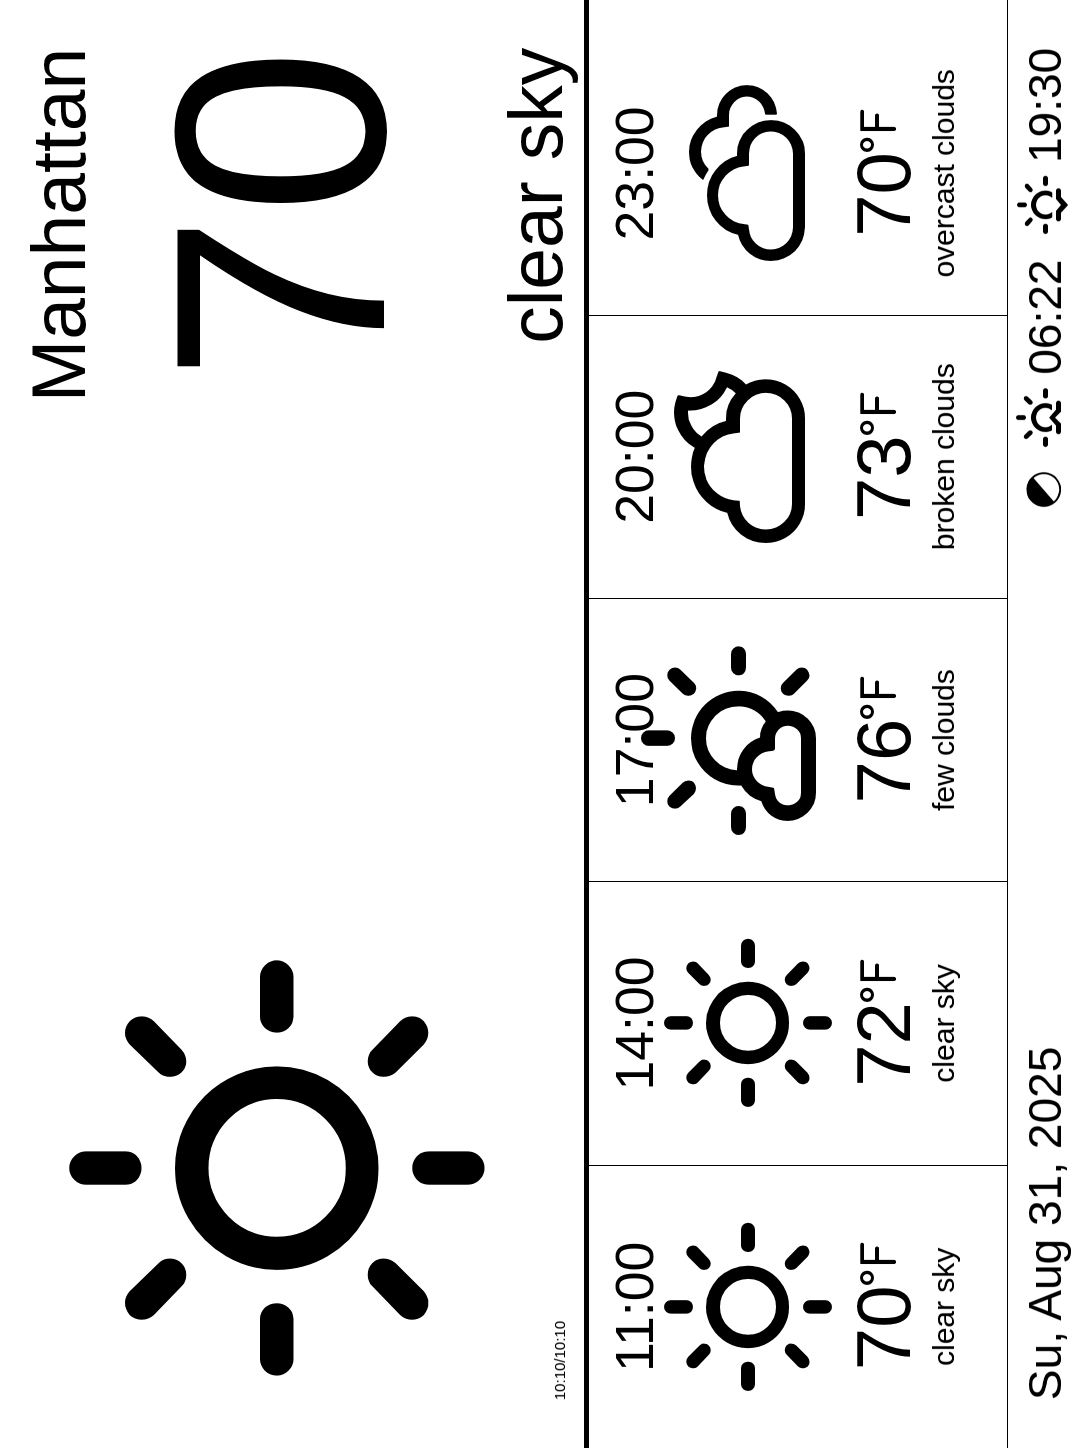 Manhattan
70
clear sky
10:10/10:10
11:00
70°F
clear sky
14:00
72°F
clear sky
17:00
76°F
few clouds
20:00
73°F
broken clouds
23:00
70°F
overcast clouds
Su, Aug 31, 2025
06:22
19:30